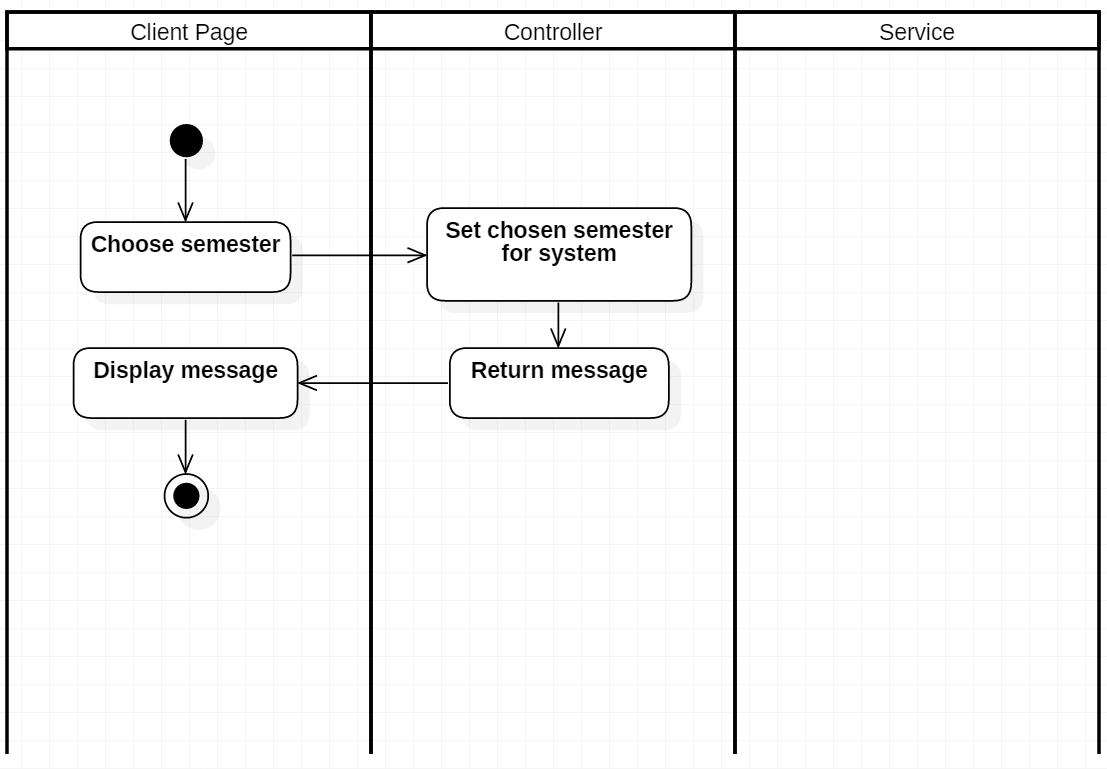 Client Page
Controller
Service
Choose semester
Set chosen semester
for system
Display message
Return message